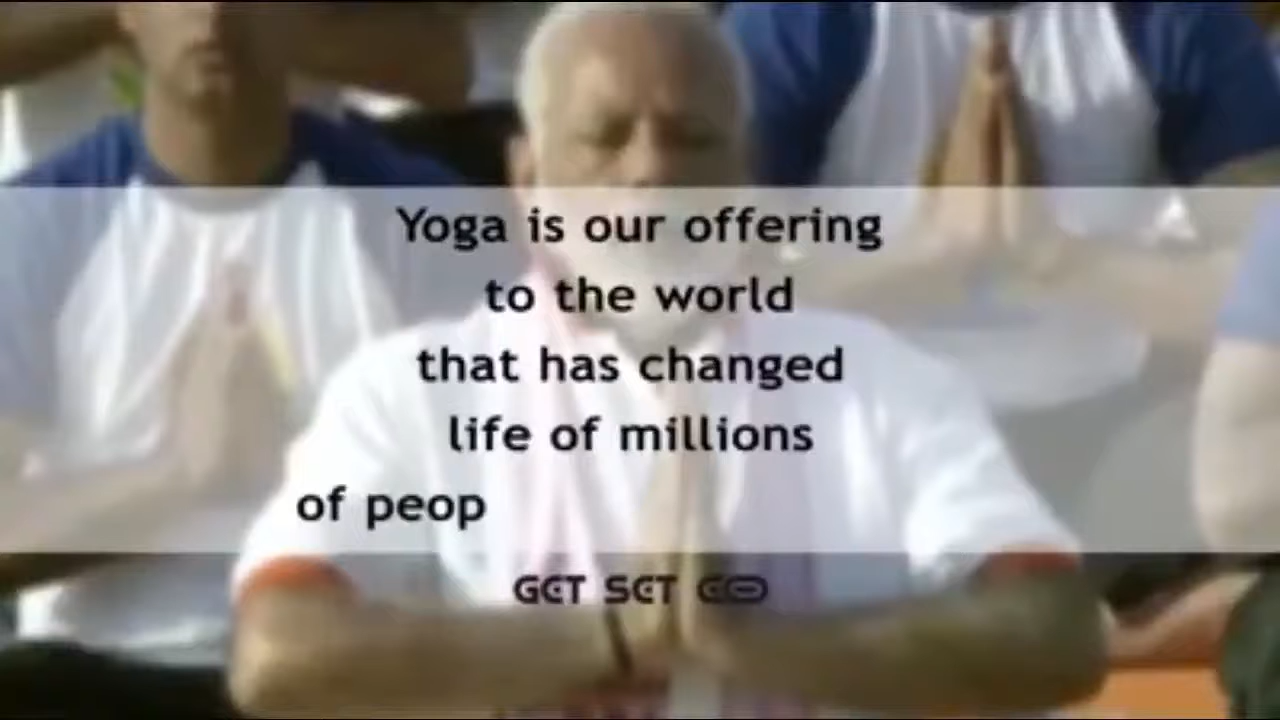 Yoga is our offering
to the world
that has changed
life of millions
of peop
GET SET GO